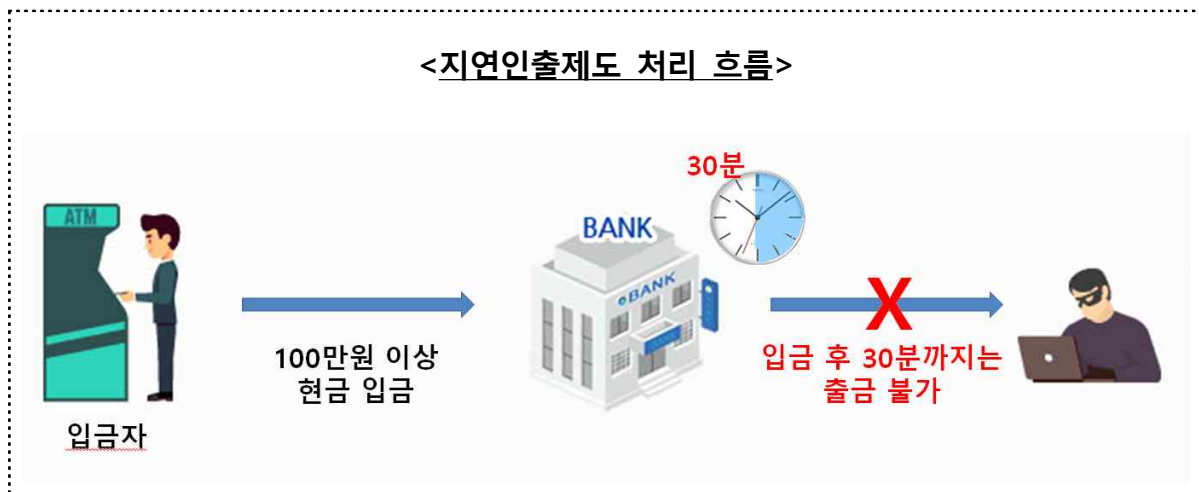 <지연인출제도 처리 흐름>
30분
ATM
BANK
BANK
100만원 이상
현금 입금
입금 후 30분까지는
출금 불가
입금자